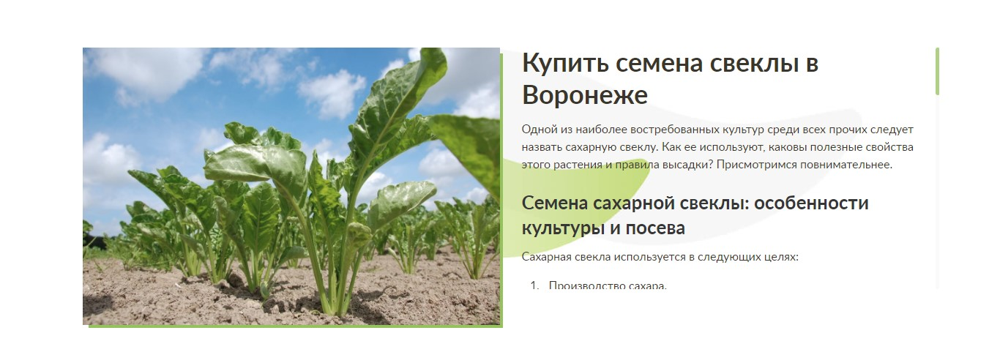 Купить семена свеклы в
Воронеже
Одной из наиболее востребованных культур среди всех прочих следует
назвать сахарную свеклу. Как ее используют, каковы полезные свойства
этого растения и правила высадки? Присмотримся повнимательнее.
Семена сахарной свеклы: особенности
культуры и посева
Сахарная свекла используется в следующих целях:
1. Производство сахара.